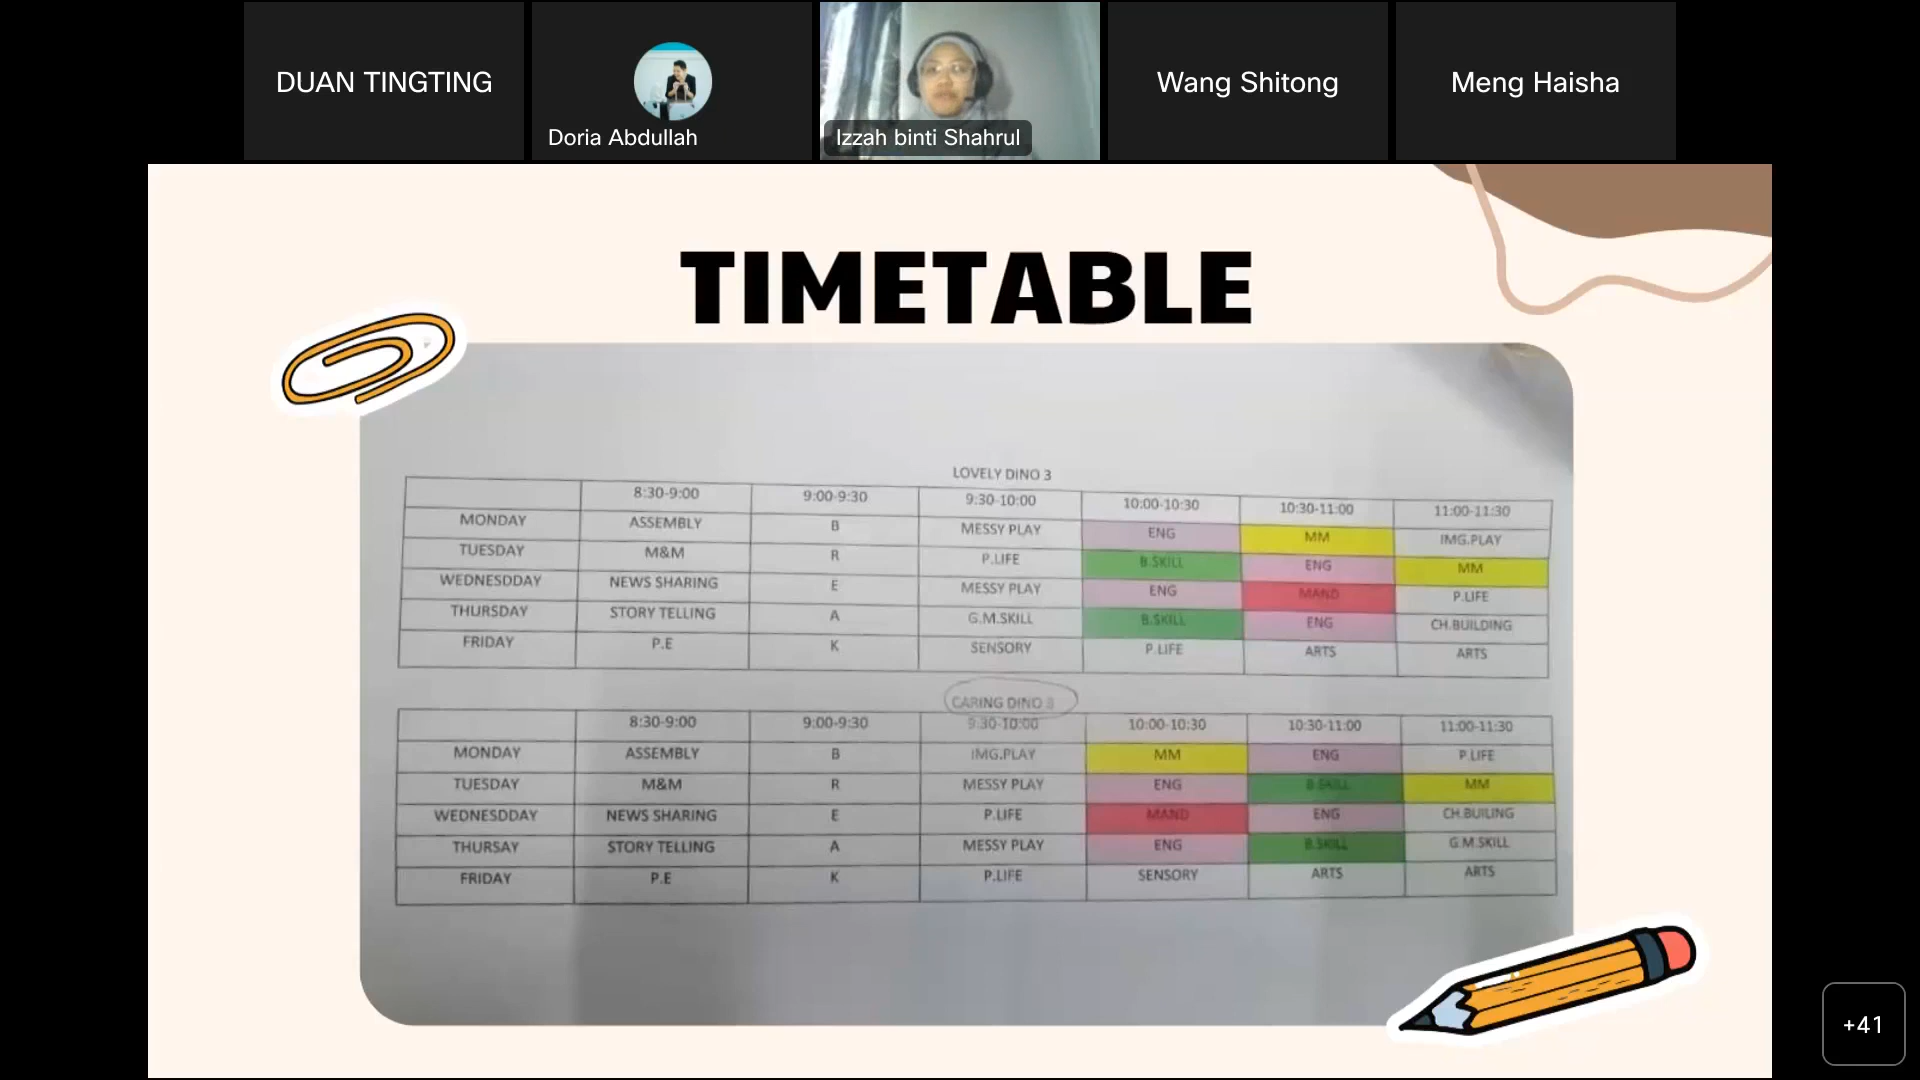 DUAN TINGTING
Doria Abdullah
Izzah binti Shahrul
Wang Shitong
Meng Haisha
TIMETABLE
LOVELY DINO 3
8:30-9:00 9:00-9:30 9:30-10:00 10:00-10:30 10:30-11:00 11:00-11:30
MONDAY ASSEMBLY B MESSY PLAY ENG MM IMG.PLAY
TUESDAY M&M R P.LIFE B.SKILL ENG MM
WEDNESDDAY NEWS SHARING E MESSY PLAY ENG MAND P.LIFE
THURSDAY STORY TELLING A G.M.SKILL B.SKILL ENG CH.BUILDING
FRIDAY P.E K SENSORY P.LIFE ARTS ARTS
CARING DINO 3
8:30-9:00 9:00-9:30 9:30-10:00 10:00-10:30 10:30-11:00 11:00-11:30
MONDAY ASSEMBLY B IMG.PLAY MM ENG P.LIFE
TUESDAY M&M R MESSY PLAY ENG B.SKILL MM
WEDNESDDAY NEWS SHARING E P.LIFE MAND ENG CH.BUILING
THURSAY STORY TELLING A MESSY PLAY ENG B.SKILL G.M.SKILL
FRIDAY P.E K P.LIFE SENSORY ARTS ARTS
+41